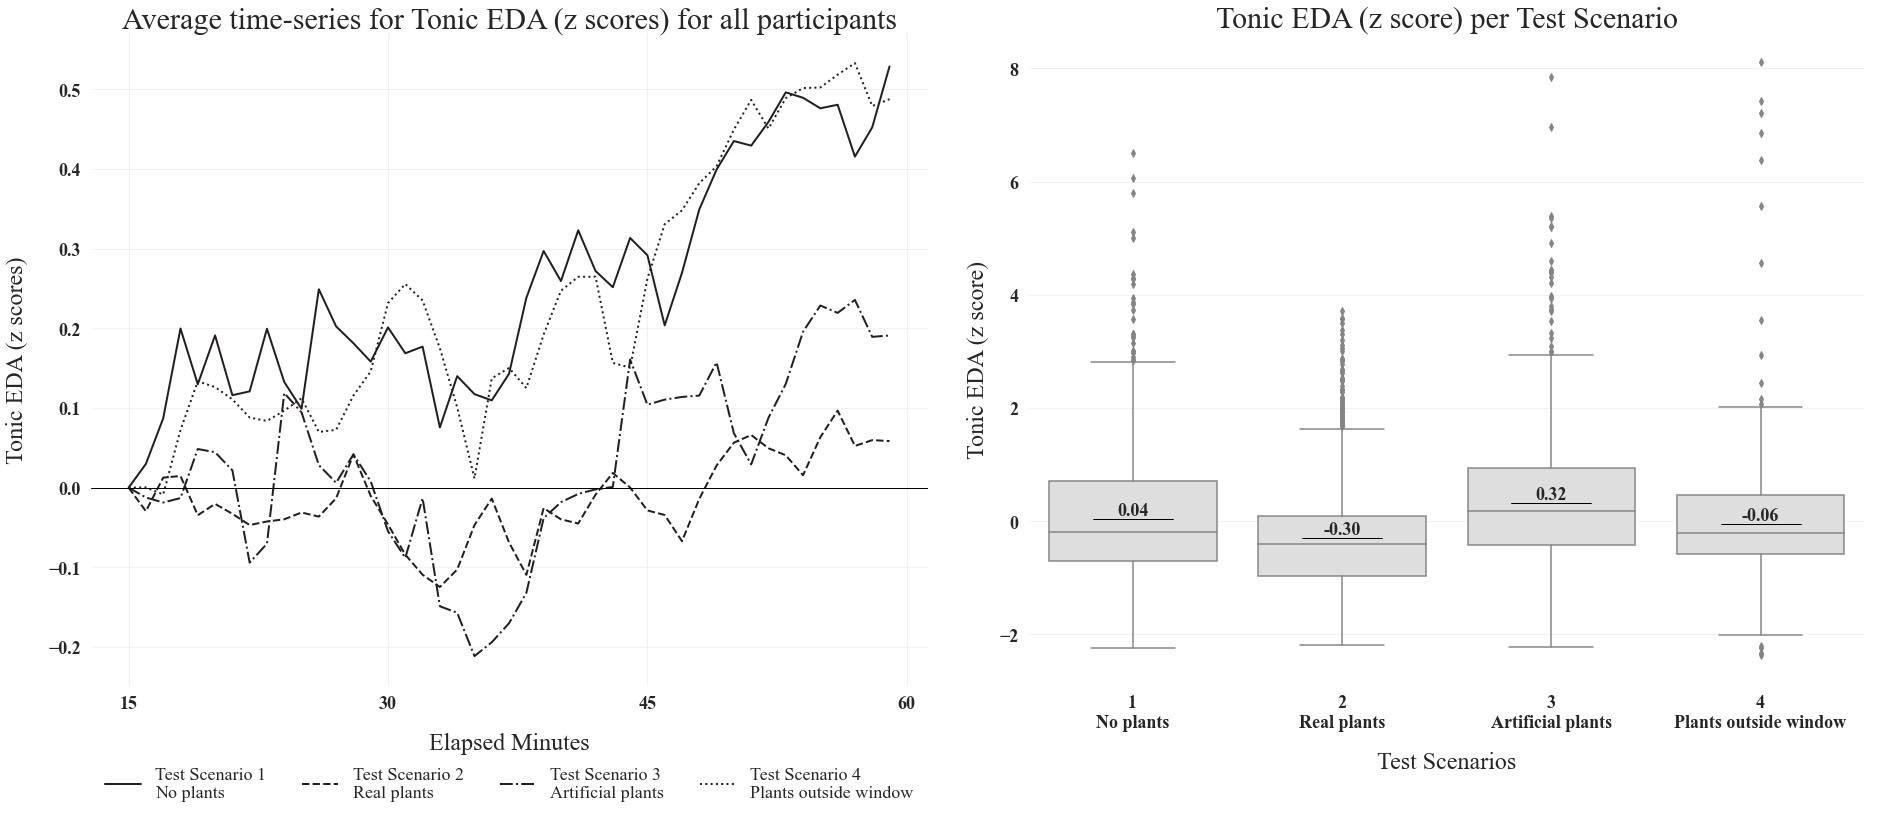 Average time-series for Tonic EDA (z scores) for all participants
Tonic EDA (z scores)
0.5
0.4
0.3
0.2
0.1
0.0
−0.1
−0.2
15 30 45 60
Elapsed Minutes
Test Scenario 1
No plants
Test Scenario 2
Real plants
Test Scenario 3
Artificial plants
Test Scenario 4
Plants outside window
Tonic EDA (z score) per Test Scenario
Tonic EDA (z score)
8
6
4
2
0
−2
0.04
-0.30
0.32
-0.06
1
No plants
2
Real plants
3
Artificial plants
4
Plants outside window
Test Scenarios